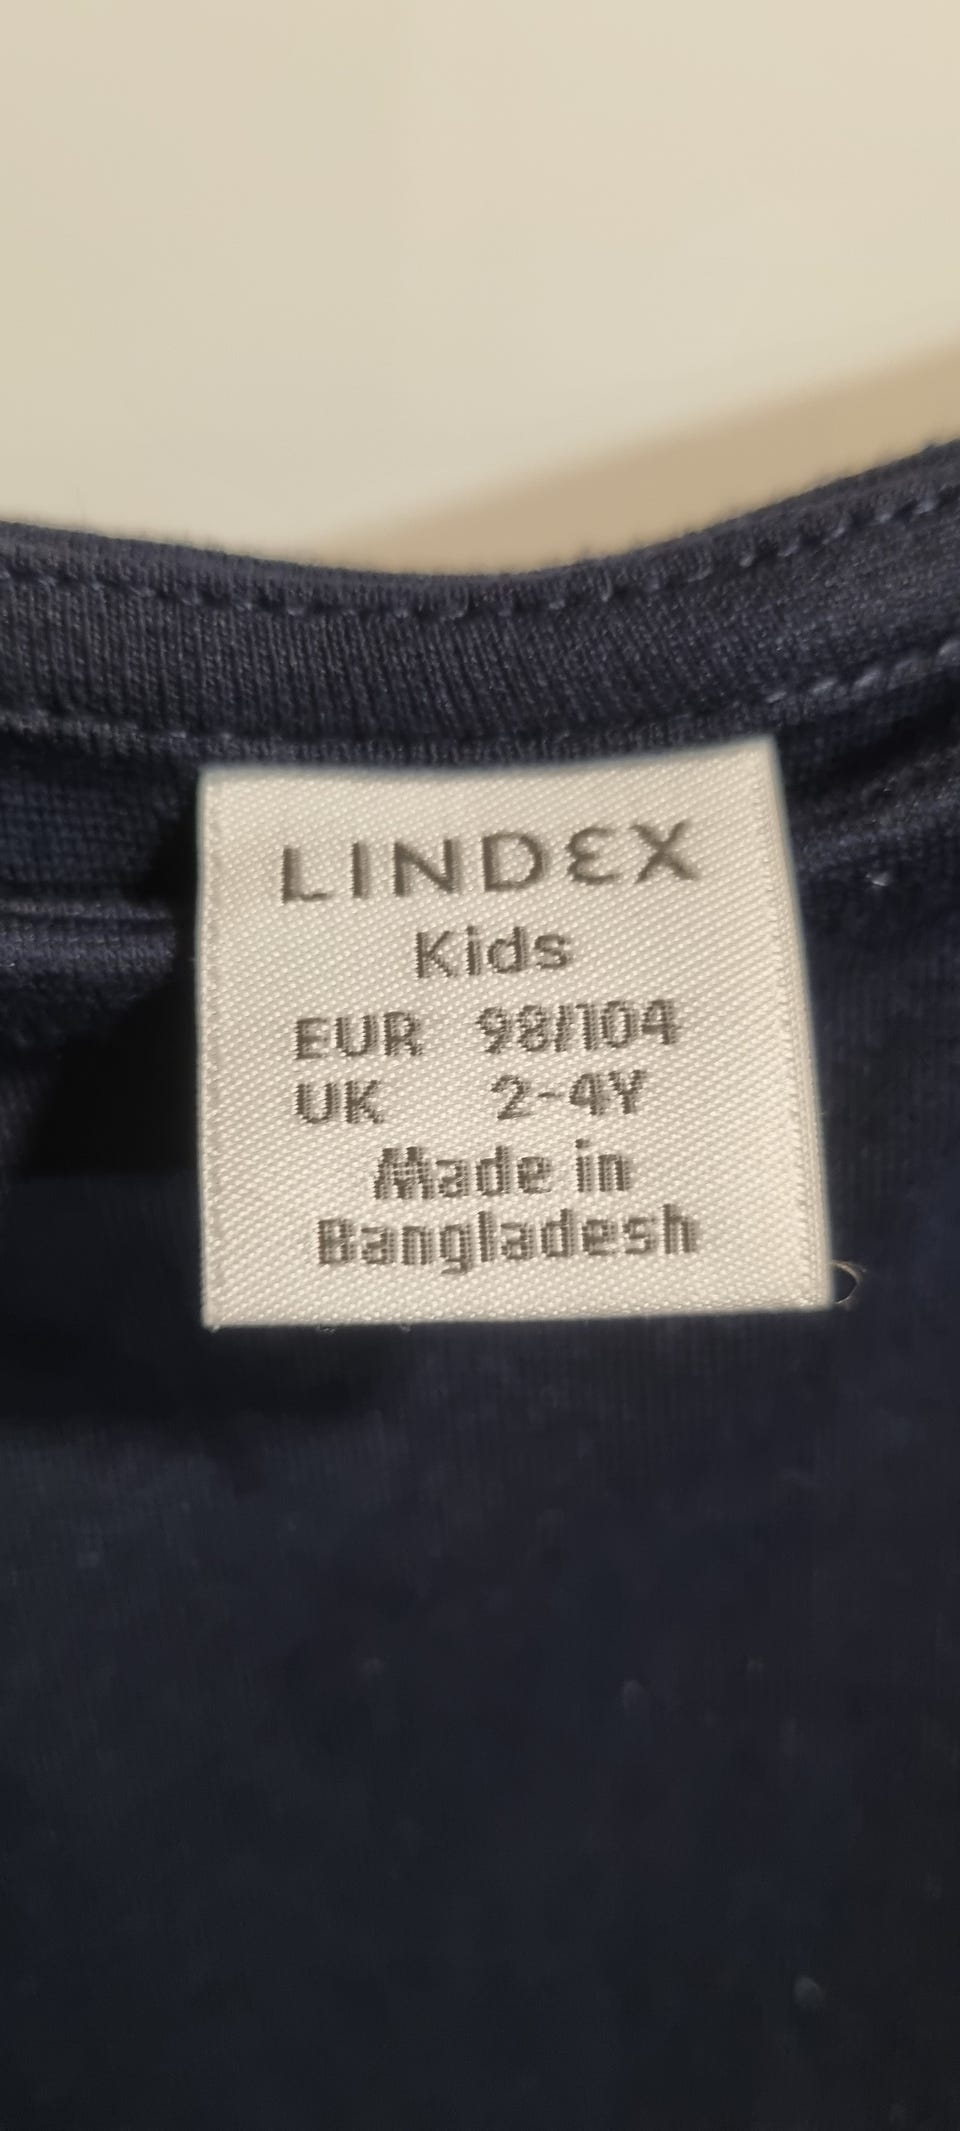 LINDEX
Kids
EUR 98/104
UK 2-4Y
Made in
Bangladesh